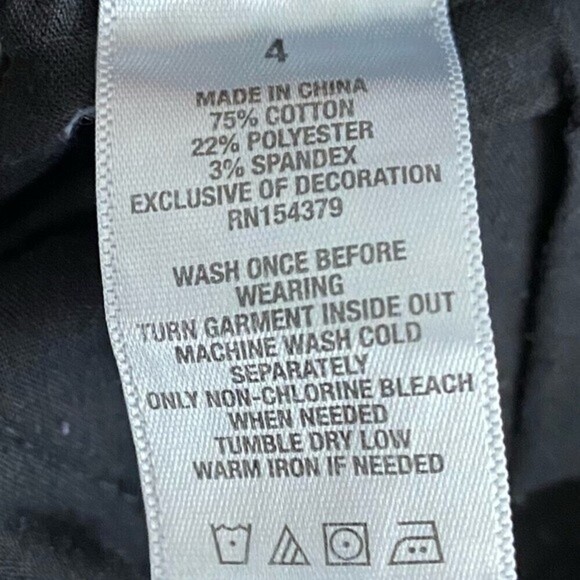 4
MADE IN CHINA
75% COTTON
22% POLYESTER
3% SPANDEX
EXCLUSIVE OF DECORATION
RN154379
WASH ONCE BEFORE
WEARING
TURN GARMENT INSIDE OUT
MACHINE WASH COLD
SEPARATELY
ONLY NON-CHLORINE BLEACH
WHEN NEEDED
TUMBLE DRY LOW
WARM IRON IF NEEDED